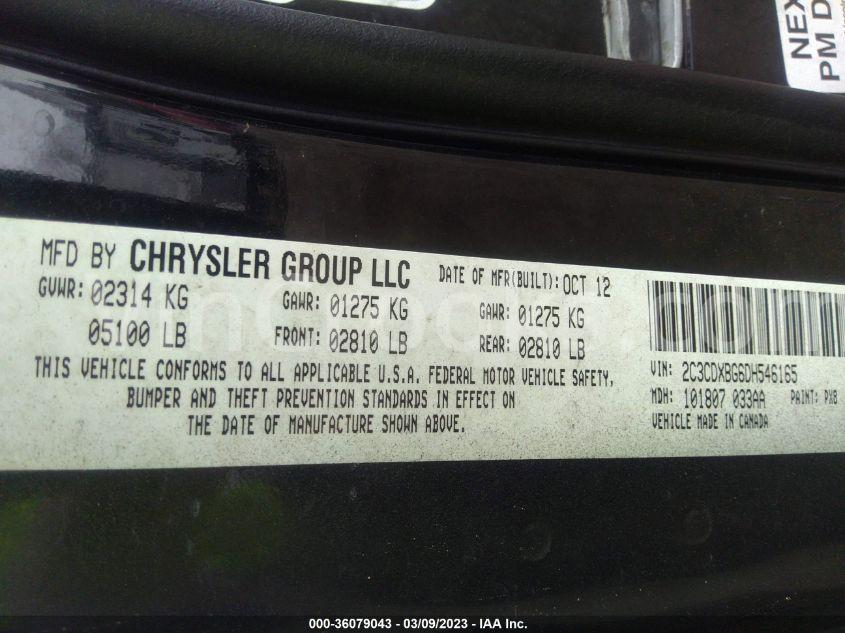 NEX
PM D
MFD BY CHRYSLER GROUP LLC DATE OF MFR(BUILT): OCT 12
GVWR: 02314 KG GAWR: 01275 KG GAWR: 01275 KG
05100 LB FRONT: 02810 LB REAR: 02810 LB
THIS VEHICLE CONFORMS TO ALL APPLICABLE U.S.A. FEDERAL MOTOR VEHICLE SAFETY,
BUMPER AND THEFT PREVENTION STANDARDS IN EFFECT ON
THE DATE OF MANUFACTURE SHOWN ABOVE.
VIN: 2C3CDXBG6DH546165
MDH: 101807 033AA PAINT: PX8
VEHICLE MADE IN CANADA
000-36079043 - 03/09/2023 - IAA Inc.